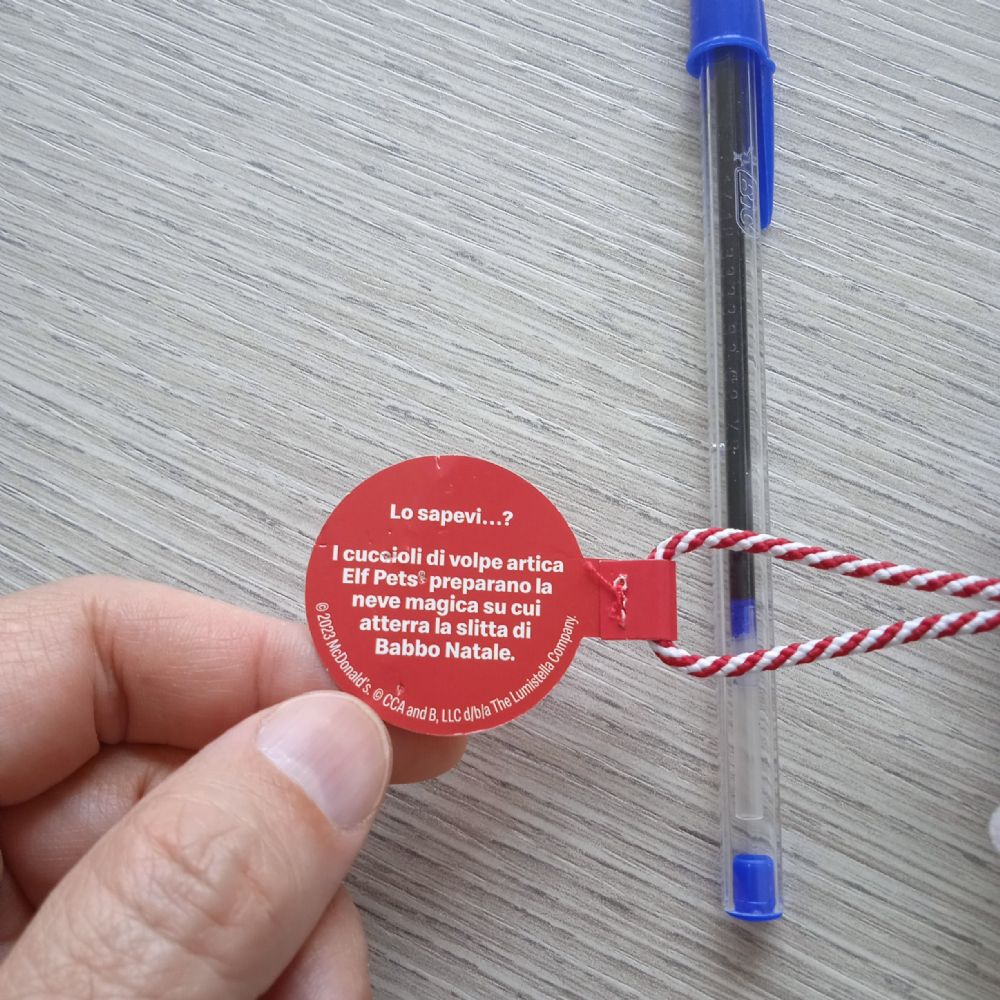 Lo sapevi...?
I cuccioli di volpe artica
Elf Pets® preparano la
neve magica su cui
atterra la slitta di
Babbo Natale.
© 2023 McDonald's. © CCA and B, LLC d/b/a The Lumistella Company.
BIC